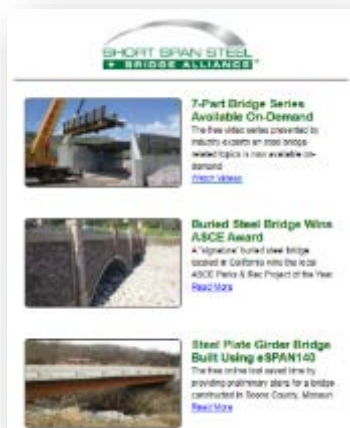 SHORT SPAN STEEL
BRIDGE ALLIANCE
7-Part Bridge Series
Available On-Demand
The free video series presented by
industry experts on steel bridge-
related topics is now available on-
demand
Watch Videos
Buried Steel Bridge Wins
ASCE Award
A "signature" buried steel bridge
located in California wins the local
ASCE Parks & Rec Project of the Year
Read More
Steel Plate Girder Bridge
Built Using eSPAN140
The free online tool saved time by
providing preliminary plans for a bridge
constructed in Boone County, Missouri
Read More